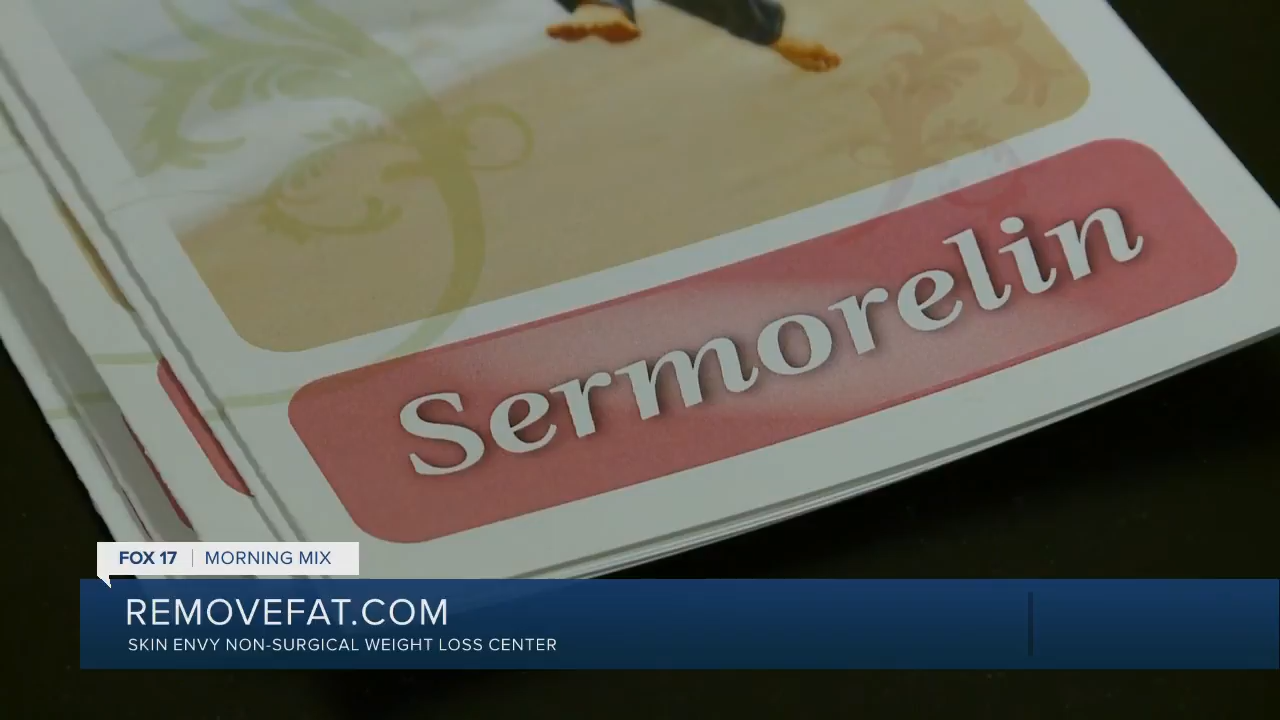 Sermorelin
FOX 17 | MORNING MIX
REMOVEFAT.COM
SKIN ENVY NON-SURGICAL WEIGHT LOSS CENTER